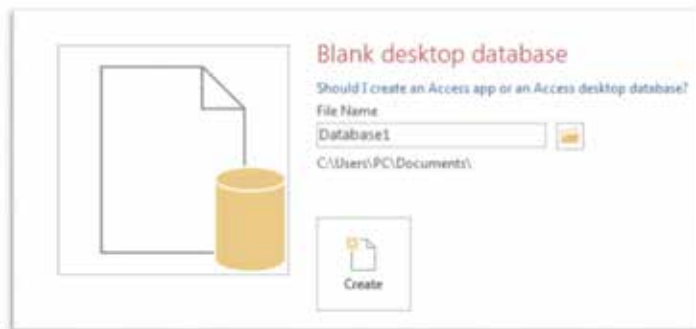 Blank desktop database
Should I create an Access app or an Access desktop database?
File Name
Database1
C:\Users\PC\Documents\
Create